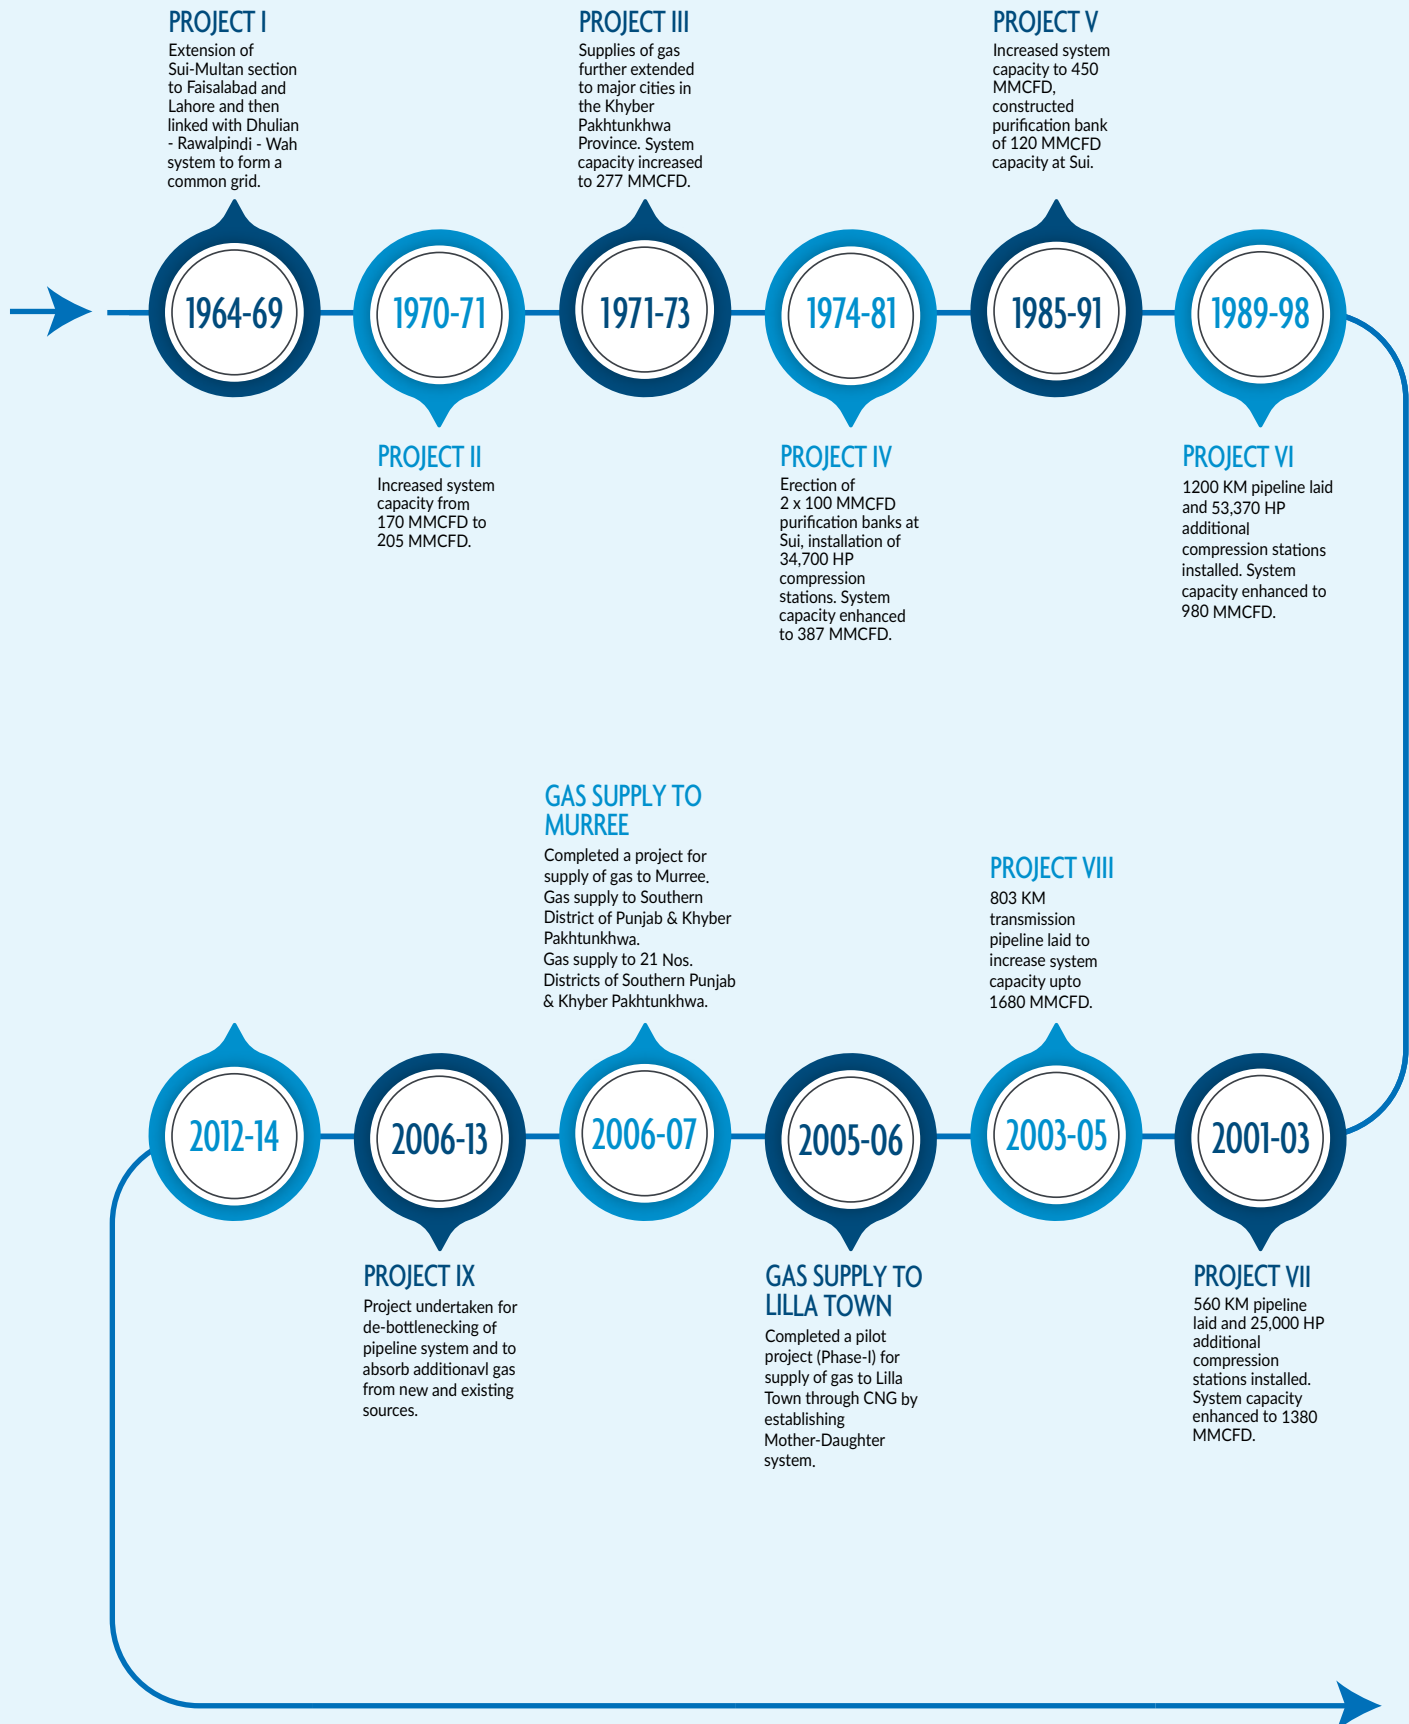 PROJECT I
Extension of
Sui-Multan section
to Faisalabad and
Lahore and then
linked with Dhulian
- Rawalpindi - Wah
system to form a
common grid.
PROJECT III
Supplies of gas
further extended
to major cities in
the Khyber
Pakhtunkhwa
Province. System
capacity increased
to 277 MMCFD.
PROJECT V
Increased system
capacity to 450
MMCFD,
constructed
purification bank
of 120 MMCFD
capacity at Sui.
1964-69
1970-71
1971-73
1974-81
1985-91
1989-98
PROJECT II
Increased system
capacity from
170 MMCFD to
205 MMCFD.
PROJECT IV
Erection of
2 x 100 MMCFD
purification banks at
Sui, installation of
34,700 HP
compression
stations. System
capacity enhanced
to 387 MMCFD.
PROJECT VI
1200 KM pipeline laid
and 53,370 HP
additional
compression stations
installed. System
capacity enhanced to
980 MMCFD.
GAS SUPPLY TO
MURREE
Completed a project for
supply of gas to Murree.
Gas supply to Southern
District of Punjab & Khyber
Pakhtunkhwa.
Gas supply to 21 Nos.
Districts of Southern Punjab
& Khyber Pakhtunkhwa.
PROJECT VIII
803 KM
transmission
pipeline laid to
increase system
capacity upto
1680 MMCFD.
2012-14
2006-13
2006-07
2005-06
2003-05
2001-03
PROJECT IX
Project undertaken for
de-bottlenecking of
pipeline system and to
absorb additionavl gas
from new and existing
sources.
GAS SUPPLY TO
LILLA TOWN
Completed a pilot
project (Phase-I) for
supply of gas to Lilla
Town through CNG by
establishing
Mother-Daughter
system.
PROJECT VII
560 KM pipeline
laid and 25,000 HP
additional
compression
stations installed.
System capacity
enhanced to 1380
MMCFD.